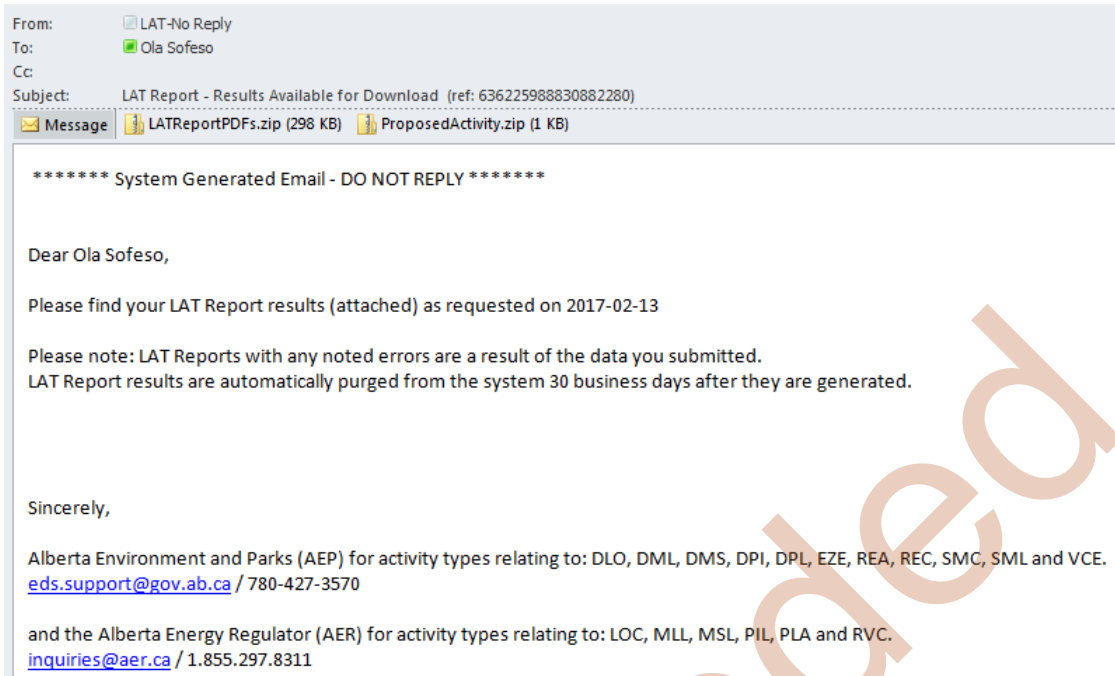 From: LAT-No Reply
To: Ola Sofeso
Cc:
Subject: LAT Report - Results Available for Download (ref: 636225988830882280)
Message LATReportPDFs.zip (298 KB) ProposedActivity.zip (1 KB)
******* System Generated Email - DO NOT REPLY *******
Dear Ola Sofeso,
Please find your LAT Report results (attached) as requested on 2017-02-13
Please note: LAT Reports with any noted errors are a result of the data you submitted.
LAT Report results are automatically purged from the system 30 business days after they are generated.
Sincerely,
Alberta Environment and Parks (AEP) for activity types relating to: DLO, DML, DMS, DPI, DPL, EZE, REA, REC, SMC, SML and VCE.
eds.support@gov.ab.ca / 780-427-3570
and the Alberta Energy Regulator (AER) for activity types relating to: LOC, MLL, MSL, PIL, PLA and RVC.
inquiries@aer.ca / 1.855.297.8311
ded